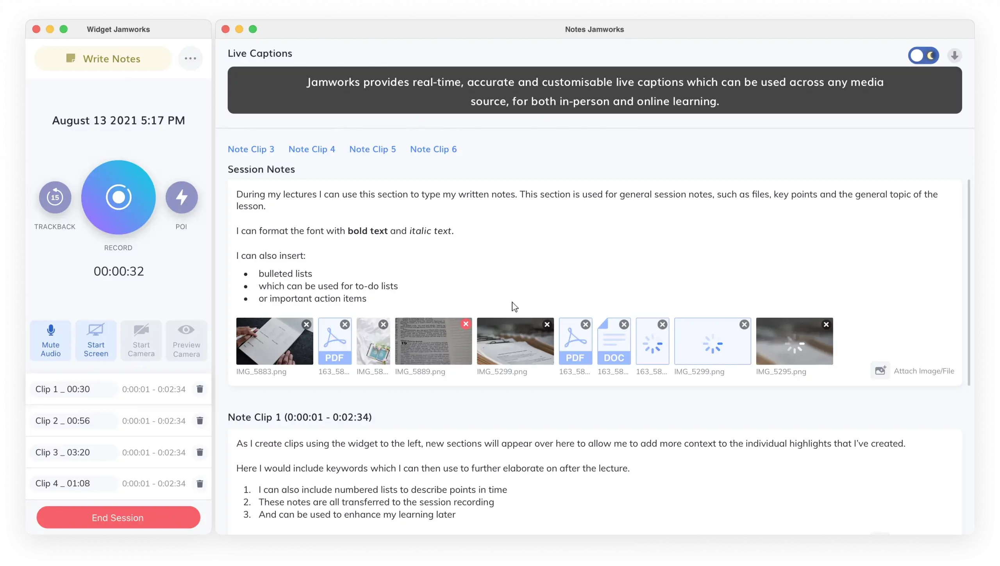 Widget Jamworks
Write Notes
August 13 2021 5:17 PM
15
TRACKBACK
RECORD
POI
00:00:32
Mute
Audio
Start
Screen
Start
Camera
Preview
Camera
Clip 1 _ 00:30 0:00:01 - 0:02:34
Clip 2 _ 00:56 0:00:01 - 0:02:34
Clip 3 _ 03:20 0:00:01 - 0:02:34
Clip 4 _ 01:08 0:00:01 - 0:02:34
End Session
Notes Jamworks
Live Captions
Jamworks provides real-time, accurate and customisable live captions which can be used across any media
source, for both in-person and online learning.
Note Clip 3 Note Clip 4 Note Clip 5 Note Clip 6
Session Notes
During my lectures I can use this section to type my written notes. This section is used for general session notes, such as files, key points and the general topic of the
lesson.
I can format the font with bold text and italic text.
I can also insert:
• bulleted lists
• which can be used for to-do lists
• or important action items
19
PDF PDF DOC
IMG_5883.png 163_58... IMG_58... IMG_5889.png IMG_5299.png 163_58... 163_58... 163_58... IMG_5299.png IMG_5295.png
Attach Image/File
Note Clip 1 (0:00:01 - 0:02:34)
As I create clips using the widget to the left, new sections will appear over here to allow me to add more context to the individual highlights that I’ve created.
Here I would include keywords which I can then use to further elaborate on after the lecture.
1. I can also include numbered lists to describe points in time
2. These notes are all transferred to the session recording
3. And can be used to enhance my learning later